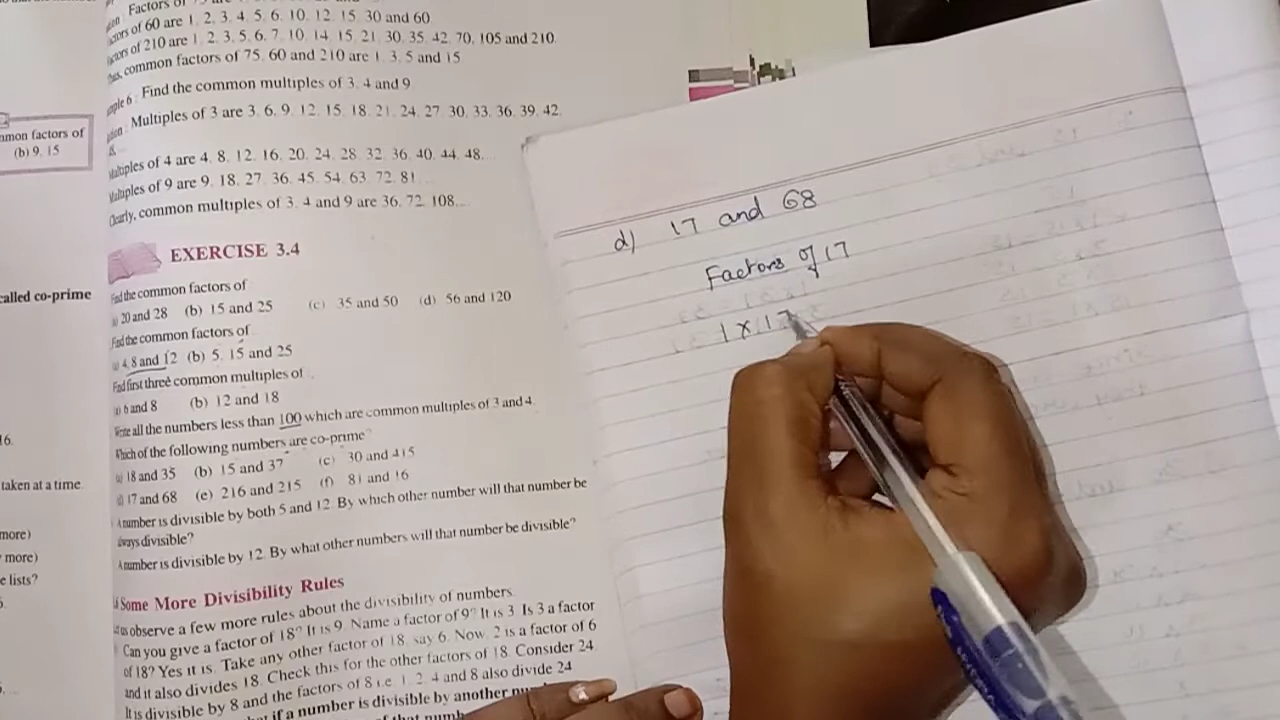 Factors of
of 60 are 1. 2. 3. 4. 5. 6. 10. 12. 15. 30 and 60.
of 210 are 1. 2. 3. 5. 6. 7. 10. 14. 15. 21. 30. 35. 42. 70. 105 and 210.
common factors of 75. 60 and 210 are 1. 3. 5 and 15.
6 : Find the common multiples of 3. 4 and 9
Multiples of 3 are 3. 6. 9. 12. 15. 18. 21. 24. 27. 30. 33. 36. 39. 42.
Multiples of 4 are 4. 8. 12. 16. 20. 24. 28. 32. 36. 40. 44. 48...
Multiples of 9 are 9. 18. 27. 36. 45. 54. 63. 72. 81...
Clearly, common multiples of 3. 4 and 9 are 36. 72. 108...
EXERCISE 3.4
Find the common factors of
20 and 28 (b) 15 and 25 (c) 35 and 50 (d) 56 and 120
Find the common factors of
4, 8 and 12 (b) 5. 15 and 25
Find first three common multiples of
6 and 8 (b) 12 and 18
Write all the numbers less than 100 which are common multiples of 3 and 4.
Which of the following numbers are co-prime?
18 and 35 (b) 15 and 37 (c) 30 and 415
17 and 68 (e) 216 and 215 (f) 81 and 16
A number is divisible by both 5 and 12. By which other number will that number be
always divisible?
A number is divisible by 12. By what other numbers will that number be divisible?
Some More Divisibility Rules
observe a few more rules about the divisibility of numbers.
Can you give a factor of 18? It is 9. Name a factor of 9? It is 3. Is 3 a factor
of 18? Yes it is. Take any other factor of 18, say 6. Now. 2 is a factor of 6
and it also divides 18. Check this for the other factors of 18. Consider 24.
It is divisible by 8 and the factors of 8 i.e. 1. 2. 4 and 8 also divide 24.
if a number is divisible by another
of that
common factors of
(b) 9. 15
called co-prime
16.
taken at a time.
more)
more)
lists?
d) 17 and 68
Factors of 17
1 x 17